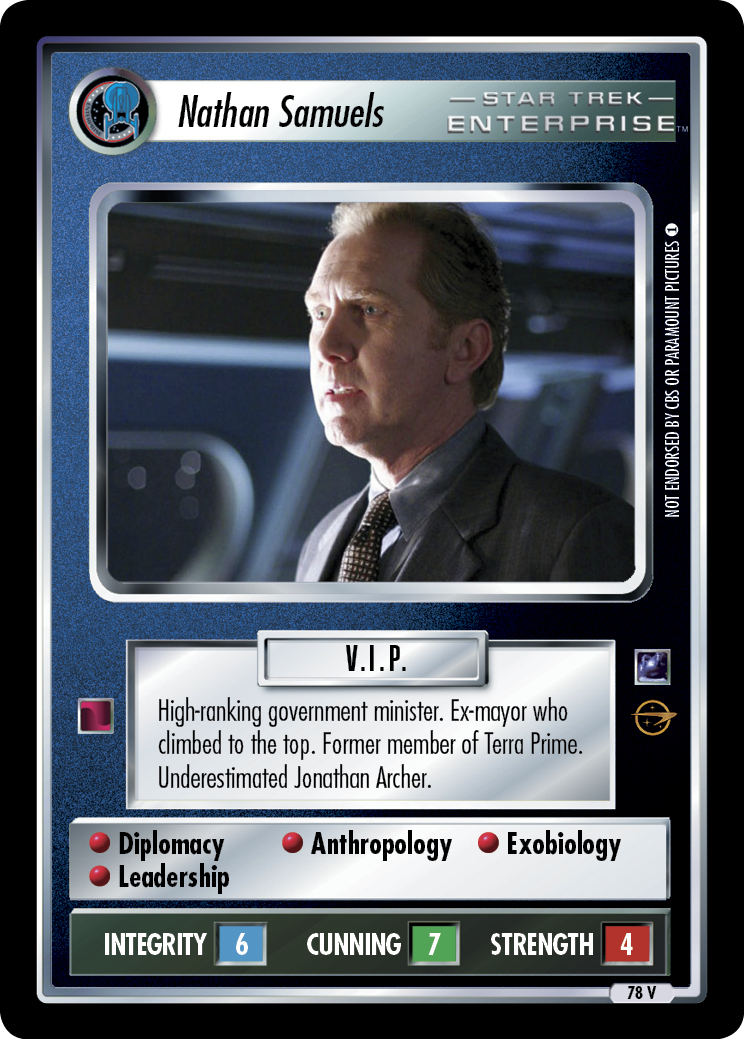 Nathan Samuels
STAR TREK
ENTERPRISE™
NOT ENDORSED BY CBS OR PARAMOUNT PICTURES 1
V.I.P.
High-ranking government minister. Ex-mayor who
climbed to the top. Former member of Terra Prime.
Underestimated Jonathan Archer.
Diplomacy Anthropology Exobiology
Leadership
INTEGRITY 6 CUNNING 7 STRENGTH 4
78 V